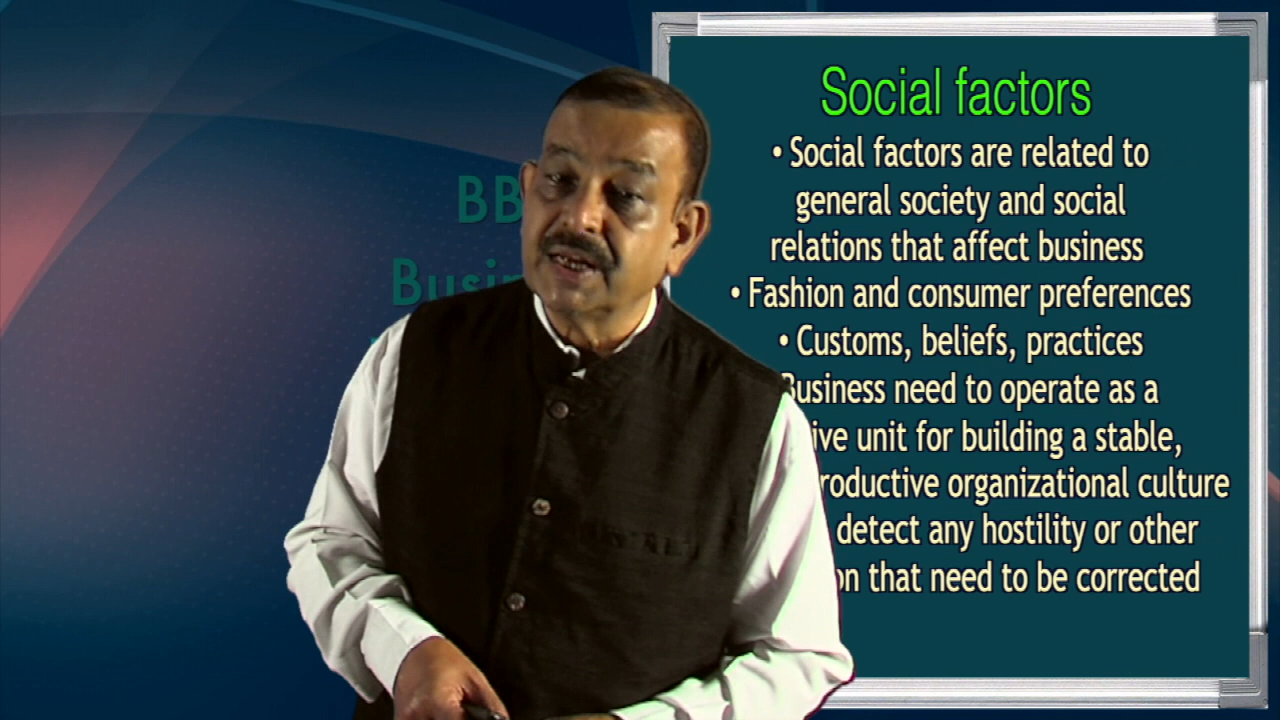 Social factors
• Social factors are related to
general society and social
relations that affect business
• Fashion and consumer preferences
• Customs, beliefs, practices
Business need to operate as a
unit for building a stable,
organizational culture
detect any hostility or other
that need to be corrected